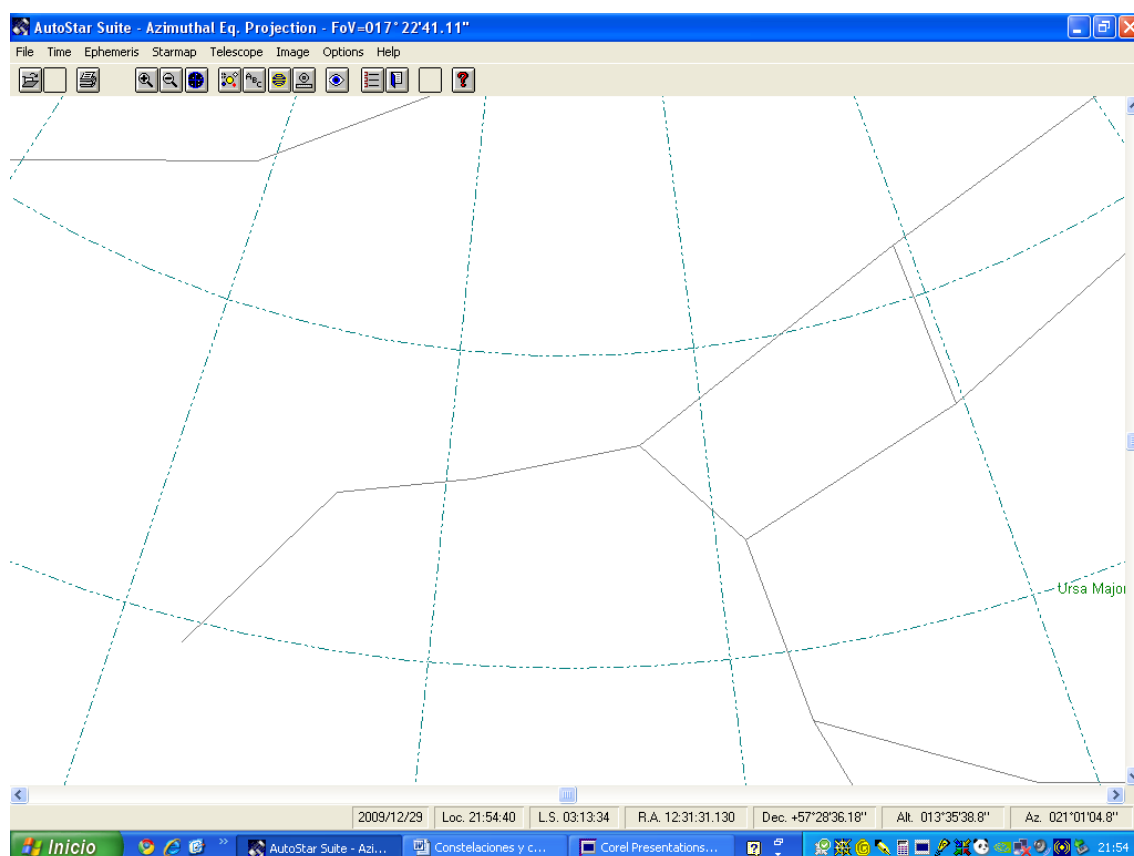 AutoStar Suite - Azimuthal Eq. Projection - FoV=017° 22'41.11"
File Time Ephemeris Starmap Telescope Image Options Help
ABC
Ursa Major
2009/12/29 Loc. 21:54:40 L.S. 03:13:34 R.A. 12:31:31.130 Dec. +57°28'36.18" Alt. 013°35'38.8" Az. 021°01'04.8"
Inicio AutoStar Suite - Azi... Constelaciones y c... Corel Presentations... 21:54